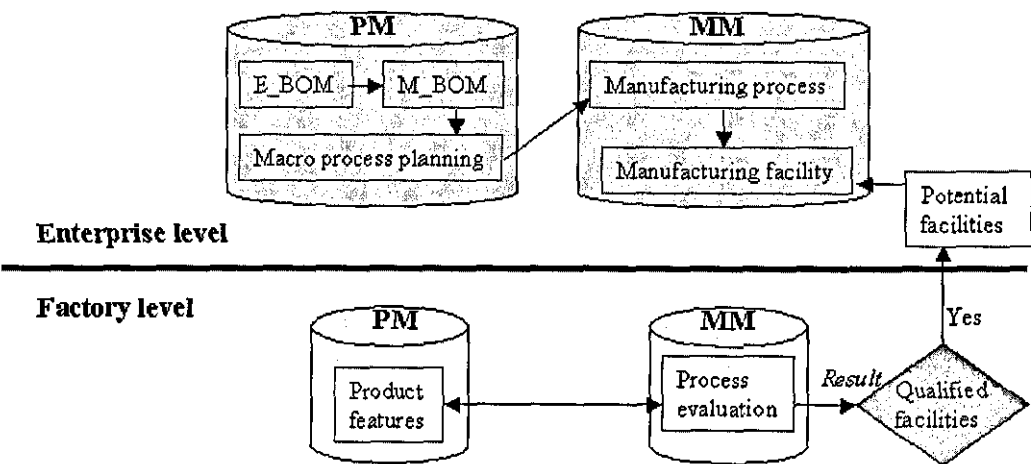 PM
MM
E_BOM
M_BOM
Manufacturing process
Macro process planning
Manufacturing facility
Potential
facilities
Enterprise level
Factory level
PM
MM
Yes
Product
features
Process
evaluation
Result
Qualified
facilities